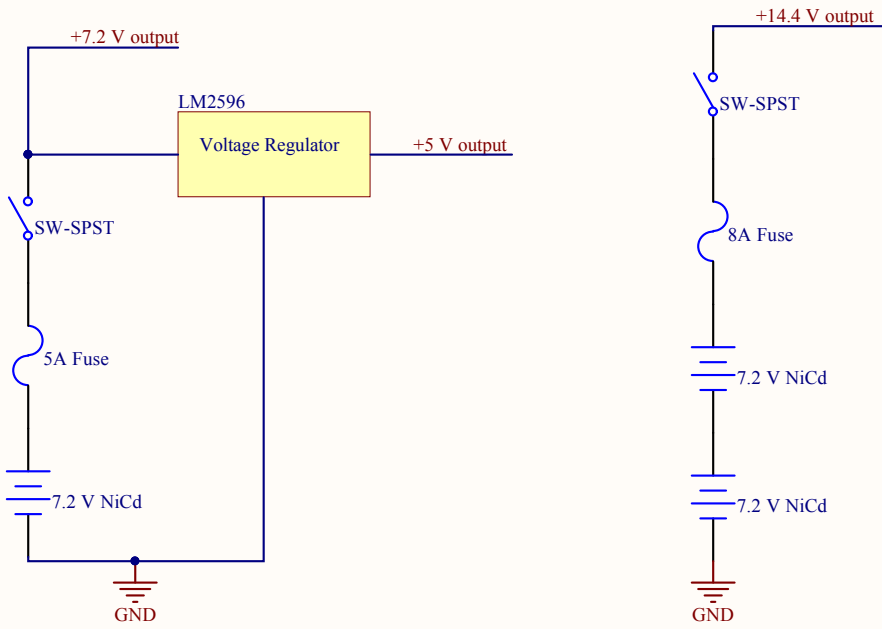 +7.2 V output
LM2596
Voltage Regulator
+5 V output
SW-SPST
5A Fuse
7.2 V NiCd
GND
+14.4 V output
SW-SPST
8A Fuse
7.2 V NiCd
7.2 V NiCd
GND